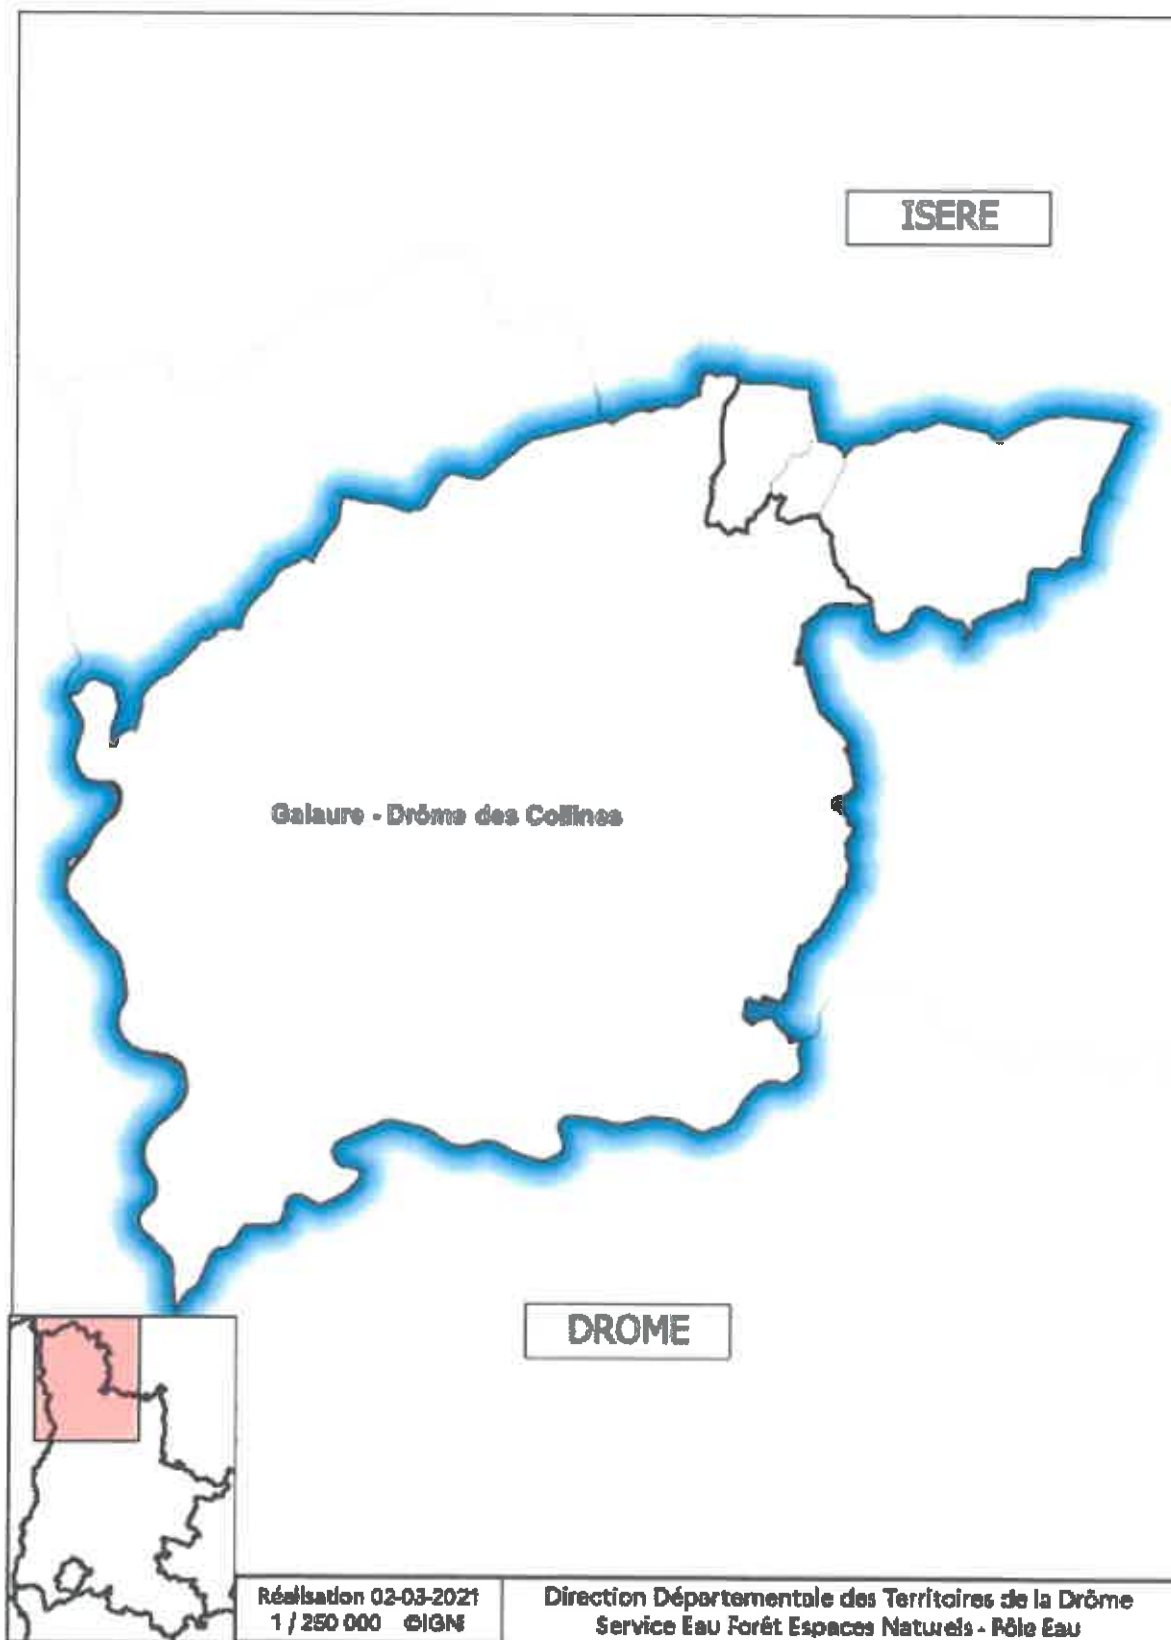 ISERE
Galaure - Drôme des Collines
DROME
Réalisation 02-03-2021
1 / 250 000 ©IGN
Direction Départementale des Territoires de la Drôme
Service Eau Forêt Espaces Naturels - Pôle Eau